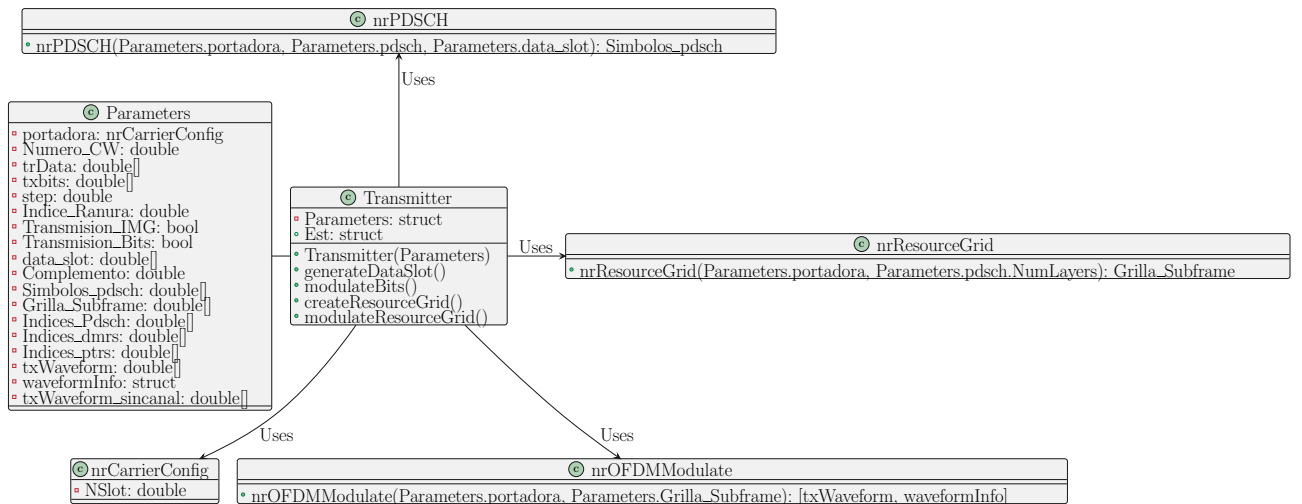 C nrPDSCH
nrPDSCH(Parameters.portadora, Parameters.pdsch, Parameters.data_slot): Simbolos_pdsch
Uses
C Parameters
portadora: nrCarrierConfig
Numero_CW: double
trData: double[]
txbits: double[]
step: double
Indice_Ranura: double
Transmision_IMG: bool
Transmision_Bits: bool
data_slot: double[]
Complemento: double
Simbolos_pdsch: double[]
Grilla_Subframe: double[]
Indices_Pdsch: double[]
Indices_dmrs: double[]
Indices_ptrs: double[]
txWaveform: double[]
waveformInfo: struct
txWaveform_sincanal: double[]
C Transmitter
Parameters: struct
Est: struct
Transmitter(Parameters)
generateDataSlot()
modulateBits()
createResourceGrid()
modulateResourceGrid()
Uses
C nrResourceGrid
nrResourceGrid(Parameters.portadora, Parameters.pdsch.NumLayers): Grilla_Subframe
Uses
Uses
C nrCarrierConfig
NSlot: double
C nrOFDMModulate
nrOFDMModulate(Parameters.portadora, Parameters.Grilla_Subframe): [txWaveform, waveformInfo]